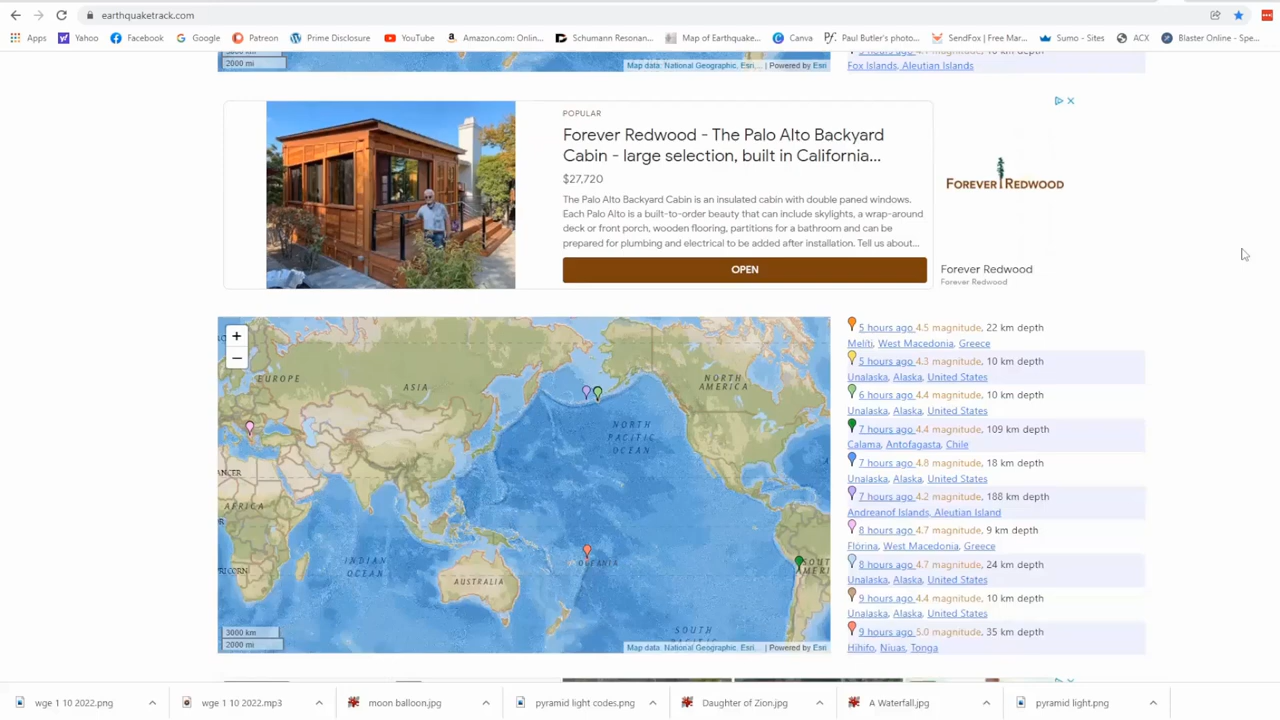 earthquaketrack.com
Apps Yahoo Facebook Google Patreon Prime Disclosure YouTube Amazon.com: Onlin... Schumann Resonan... Map of Earthquake... Canva Paul Butler's photo... SendFox | Free Mar... Sumo - Sites ACX Blaster Online - Spe...
2000 mi
Map data: National Geographic, Esri,... | Powered by Esri
Fox Islands, Aleutian Islands
POPULAR
Forever Redwood - The Palo Alto Backyard
Cabin - large selection, built in California...
$27,720
The Palo Alto Backyard Cabin is an insulated cabin with double paned windows.
Each Palo Alto is a built-to-order beauty that can include skylights, a wrap-around
deck or front porch, wooden flooring, partitions for a bathroom and can be
prepared for plumbing and electrical to be added after installation. Tell us about...
OPEN
FOREVER REDWOOD
Forever Redwood
Forever Redwood
+
−
EUROPE
ASIA
NORTH
AMERICA
NORTH
PACIFIC
OCEAN
AFRICA
INDIAN
OCEAN
OCEANIA
AUSTRALIA
SOUTH
3000 km
2000 mi
Map data: National Geographic, Esri,... | Powered by Esri
5 hours ago 4.5 magnitude, 22 km depth
Melíti, West Macedonia, Greece
5 hours ago 4.3 magnitude, 10 km depth
Unalaska, Alaska, United States
6 hours ago 4.4 magnitude, 10 km depth
Unalaska, Alaska, United States
7 hours ago 4.4 magnitude, 109 km depth
Calama, Antofagasta, Chile
7 hours ago 4.8 magnitude, 18 km depth
Unalaska, Alaska, United States
7 hours ago 4.2 magnitude, 188 km depth
Andreanof Islands, Aleutian Island
8 hours ago 4.7 magnitude, 9 km depth
Flórina, West Macedonia, Greece
8 hours ago 4.7 magnitude, 24 km depth
Unalaska, Alaska, United States
9 hours ago 4.4 magnitude, 10 km depth
Unalaska, Alaska, United States
9 hours ago 5.0 magnitude, 35 km depth
Hihifo, Niuas, Tonga
wge 1 10 2022.png wge 1 10 2022.mp3 moon balloon.jpg pyramid light codes.png Daughter of Zion.jpg A Waterfall.jpg pyramid light.png